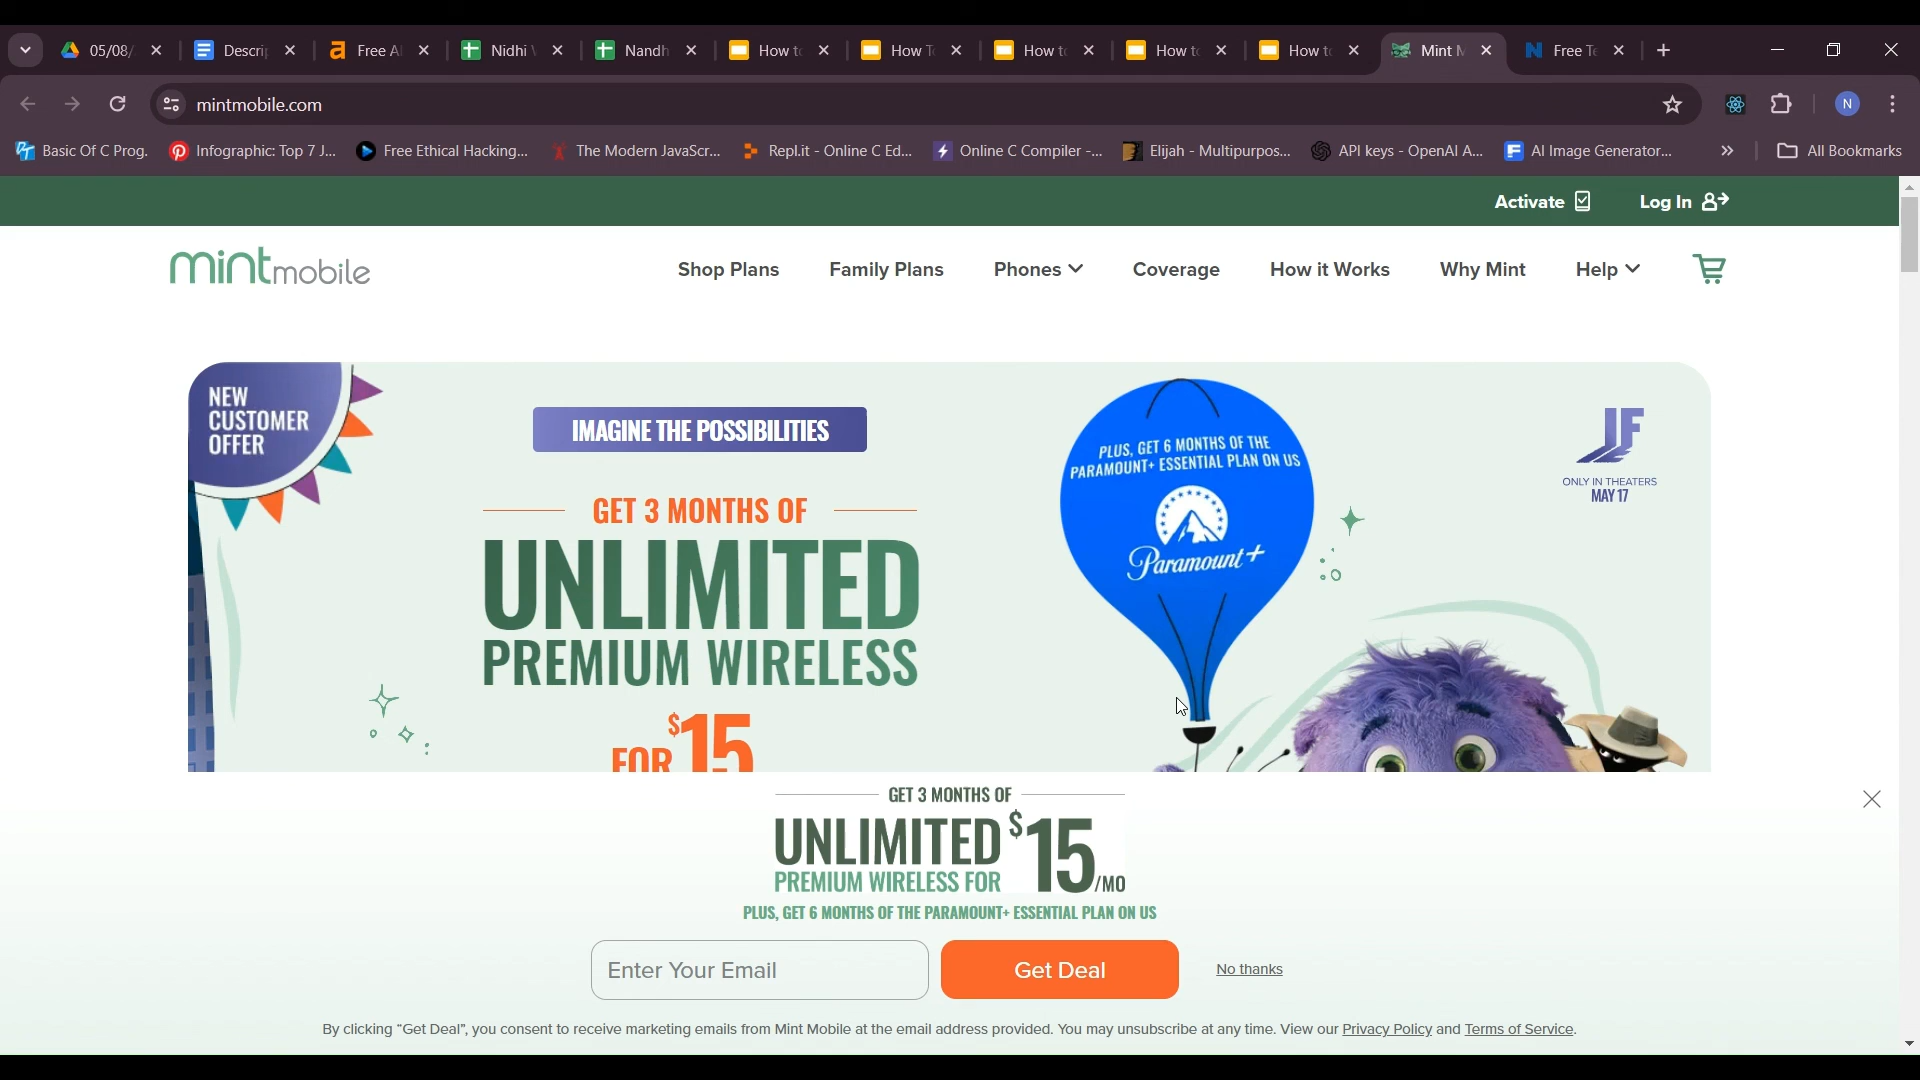 05/08/
Descrip
Free A
Nidhi
Nandh
How to
How T
How to
How to
How to
Mint M
Free Te
mintmobile.com
N
Basic Of C Prog.
Infographic: Top 7 J...
Free Ethical Hacking...
The Modern JavaScr...
Repl.it - Online C Ed...
Online C Compiler -...
Elijah - Multipurpos...
API keys - OpenAI A...
AI Image Generator...
All Bookmarks
Activate
Log In
mintmobile
Shop Plans
Family Plans
Phones
Coverage
How it Works
Why Mint
Help
NEW
CUSTOMER
OFFER
IMAGINE THE POSSIBILITIES
GET 3 MONTHS OF
UNLIMITED
PREMIUM WIRELESS
FOR $15
PLUS, GET 6 MONTHS OF THE
PARAMOUNT+ ESSENTIAL PLAN ON US
Paramount+
IF
ONLY IN THEATERS
MAY 17
GET 3 MONTHS OF
UNLIMITED $15
PREMIUM WIRELESS FOR /MO
PLUS, GET 6 MONTHS OF THE PARAMOUNT+ ESSENTIAL PLAN ON US
Enter Your Email
Get Deal
No thanks
By clicking "Get Deal", you consent to receive marketing emails from Mint Mobile at the email address provided. You may unsubscribe at any time. View our Privacy Policy and Terms of Service.